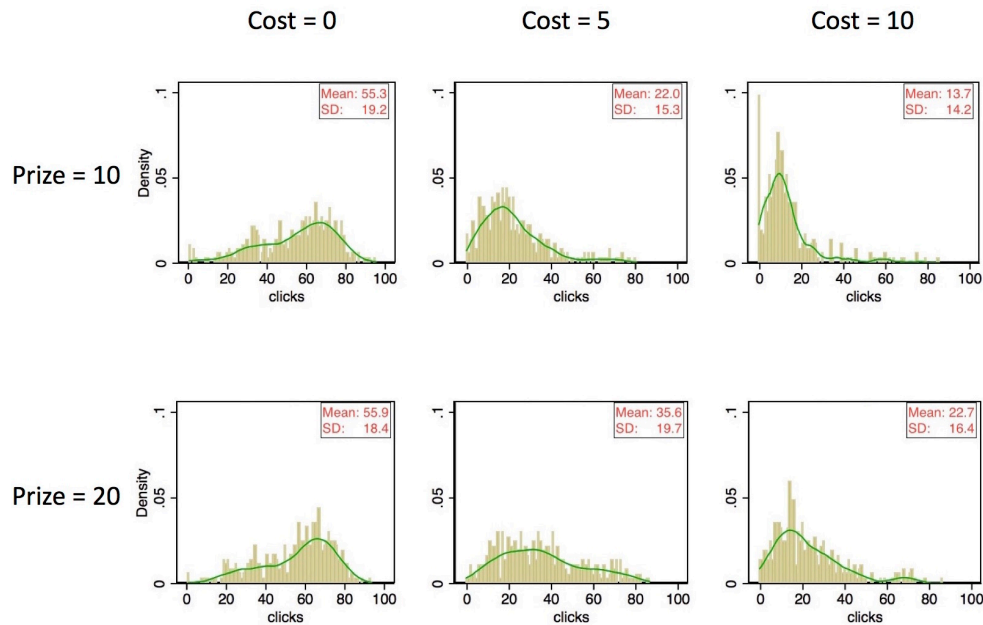 Cost = 0 Cost = 5 Cost = 10
Prize = 10
Density
.1
.05
0
Mean: 55.3
SD: 19.2
0 20 40 60 80 100
clicks
.1
.05
0
Mean: 22.0
SD: 15.3
0 20 40 60 80 100
clicks
.1
.05
0
Mean: 13.7
SD: 14.2
0 20 40 60 80 100
clicks
Prize = 20
Density
.1
.05
0
Mean: 55.9
SD: 18.4
0 20 40 60 80 100
clicks
.1
.05
0
Mean: 35.6
SD: 19.7
0 20 40 60 80 100
clicks
.1
.05
0
Mean: 22.7
SD: 16.4
0 20 40 60 80 100
clicks